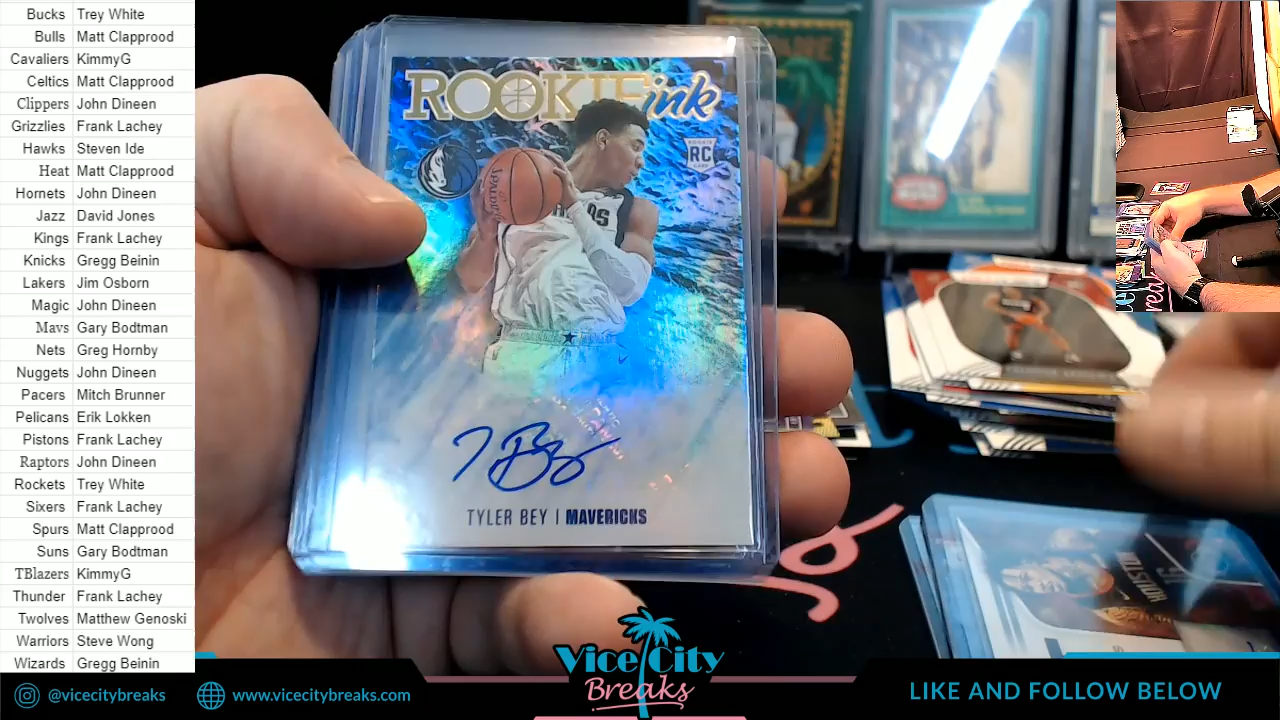 Bucks Trey White
Bulls Matt Clapprood
Cavaliers KimmyG
Celtics Matt Clapprood
Clippers John Dineen
Grizzlies Frank Lachey
Hawks Steven Ide
Heat Matt Clapprood
Hornets John Dineen
Jazz David Jones
Kings Frank Lachey
Knicks Gregg Beinin
Lakers Jim Osborn
Magic John Dineen
Mavs Gary Bodtman
Nets Greg Hornby
Nuggets John Dineen
Pacers Mitch Brunner
Pelicans Erik Lokken
Pistons Frank Lachey
Raptors John Dineen
Rockets Trey White
Sixers Frank Lachey
Spurs Matt Clapprood
Suns Gary Bodtman
TBlazers KimmyG
Thunder Frank Lachey
Twolves Matthew Genoski
Warriors Steve Wong
Wizards Gregg Beinin
ROOKIE ink
RC
SPALDING
TYLER BEY | MAVERICKS
HOUSTON
Vice City
Breaks
@vicecitybreaks
www.vicecitybreaks.com
LIKE AND FOLLOW BELOW